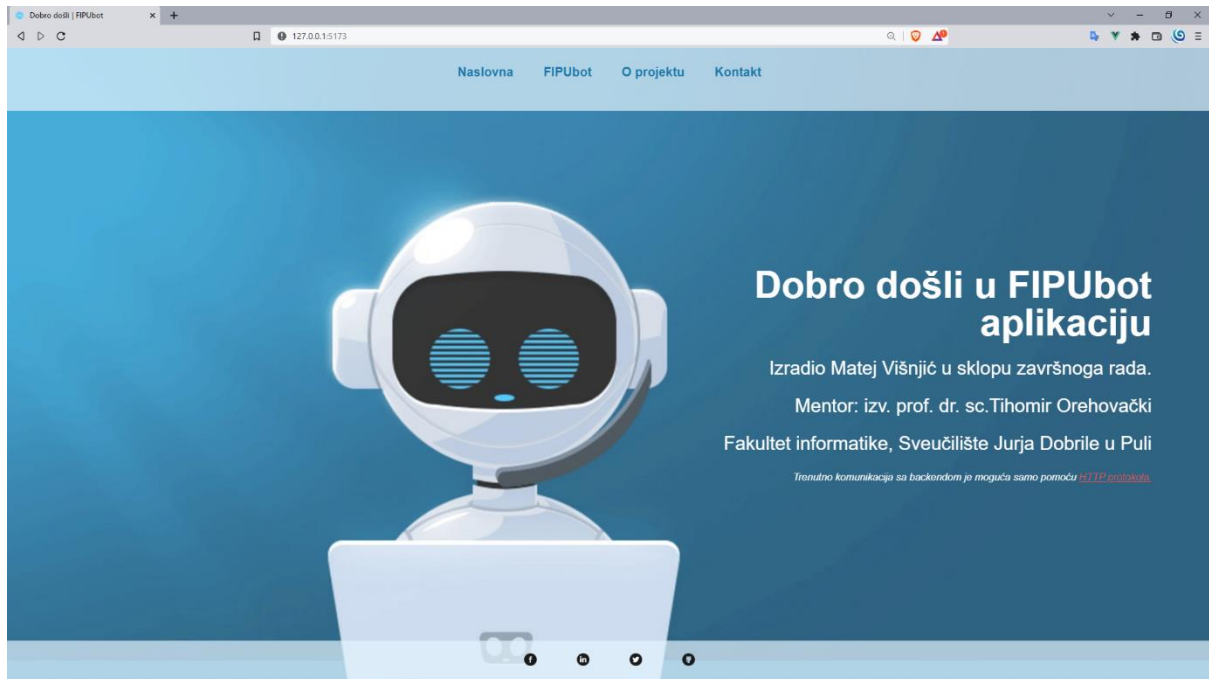 Dobro došli | FIPUbot
127.0.0.1:5173
Naslovna FIPUbot O projektu Kontakt
Dobro došli u FIPUbot
aplikaciju
Izradio Matej Višnjić u sklopu završnoga rada.
Mentor: izv. prof. dr. sc.Tihomir Orehovački
Fakultet informatike, Sveučilište Jurja Dobrile u Puli
Trenutno komunikacija sa backendom je moguća samo pomoću HTTP protokola.